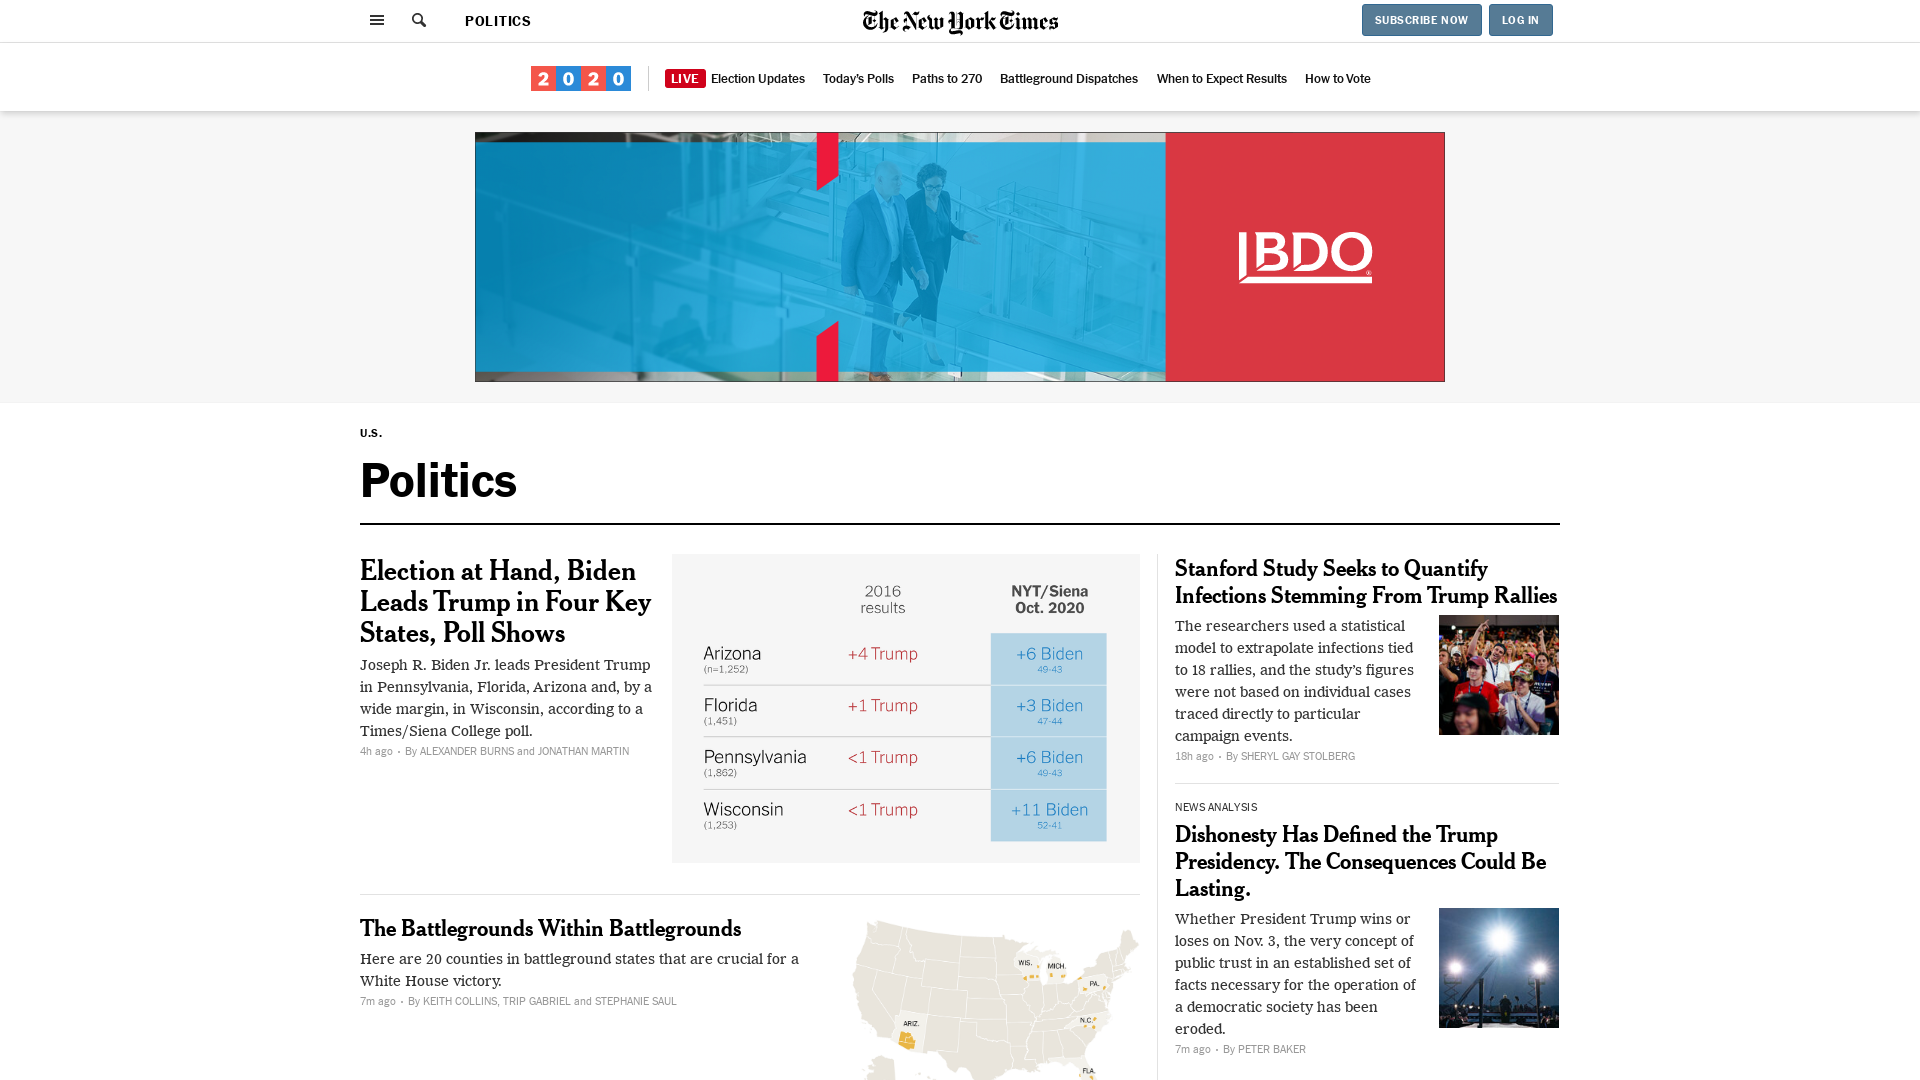 POLITICS
The New York Times
SUBSCRIBE NOW
LOG IN
2020
LIVE Election Updates
Today's Polls
Paths to 270
Battleground Dispatches
When to Expect Results
How to Vote
BDO
U.S.
Politics
Election at Hand, Biden
Leads Trump in Four Key
States, Poll Shows
Joseph R. Biden Jr. leads President Trump
in Pennsylvania, Florida, Arizona and, by a
wide margin, in Wisconsin, according to a
Times/Siena College poll.
4h ago • By ALEXANDER BURNS and JONATHAN MARTIN
2016
results
NYT/Siena
Oct. 2020
Arizona +4 Trump +6 Biden
(n=1,252) 49-43
Florida +1 Trump +3 Biden
(1,451) 47-44
Pennsylvania <1 Trump +6 Biden
(1,862) 49-43
Wisconsin <1 Trump +11 Biden
(1,253) 52-41
The Battlegrounds Within Battlegrounds
Here are 20 counties in battleground states that are crucial for a
White House victory.
7m ago • By KEITH COLLINS, TRIP GABRIEL and STEPHANIE SAUL
WIS.
MICH.
PA.
N.C.
ARIZ.
FLA.
Stanford Study Seeks to Quantify
Infections Stemming From Trump Rallies
The researchers used a statistical
model to extrapolate infections tied
to 18 rallies, and the study's figures
were not based on individual cases
traced directly to particular
campaign events.
18h ago • By SHERYL GAY STOLBERG
NEWS ANALYSIS
Dishonesty Has Defined the Trump
Presidency. The Consequences Could Be
Lasting.
Whether President Trump wins or
loses on Nov. 3, the very concept of
public trust in an established set of
facts necessary for the operation of
a democratic society has been
eroded.
7m ago • By PETER BAKER